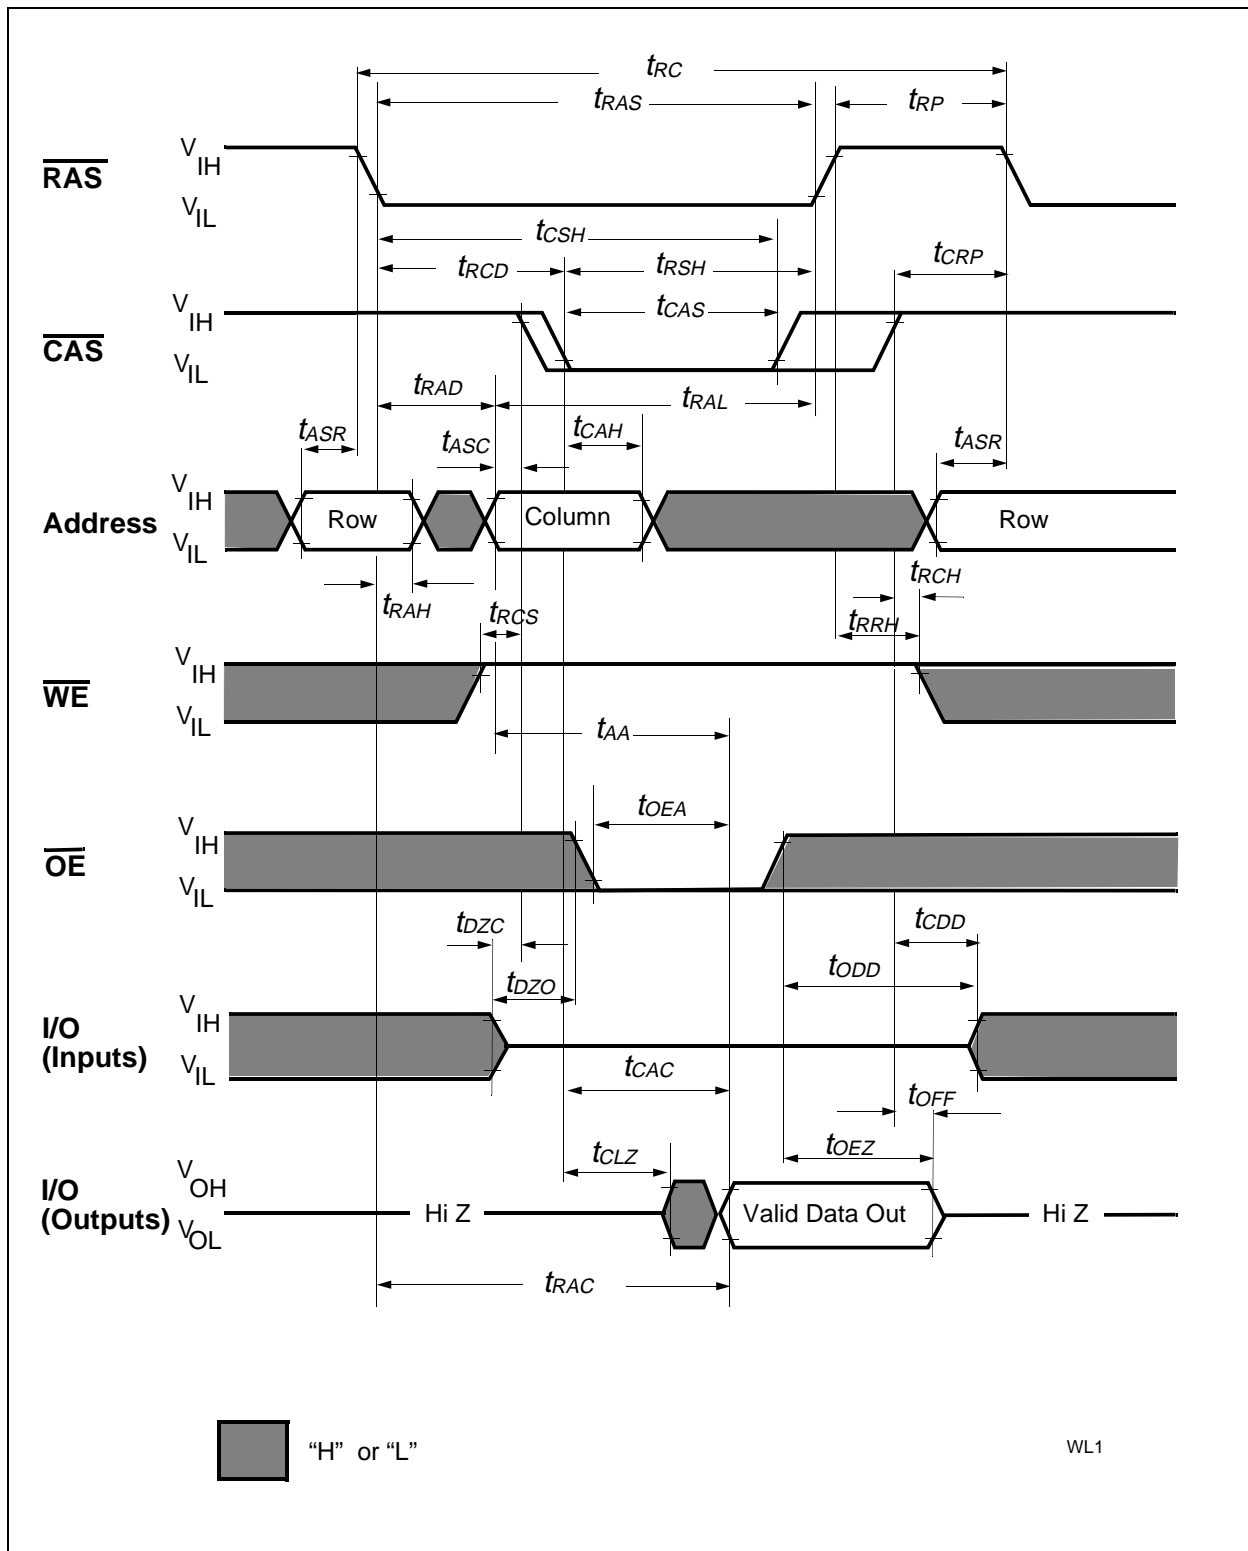 tRC
tRAS
tRP
RAS
VIH
VIL
tCSH
tRCD
tRSH
tCRP
CAS
VIH
VIL
tCAS
tRAD
tRAL
tASR
tASC
tCAH
tASR
Address
VIH
VIL
Row
Column
Row
tRAH
tRCS
tRCH
tRRH
WE
VIH
VIL
tAA
tOEA
OE
VIH
VIL
tDZC
tCDD
tDZO
tODD
I/O
(Inputs)
VIH
VIL
tCAC
tOFF
tCLZ
tOEZ
I/O
(Outputs)
VOH
VOL
Hi Z
Valid Data Out
Hi Z
tRAC
“H” or “L”
WL1